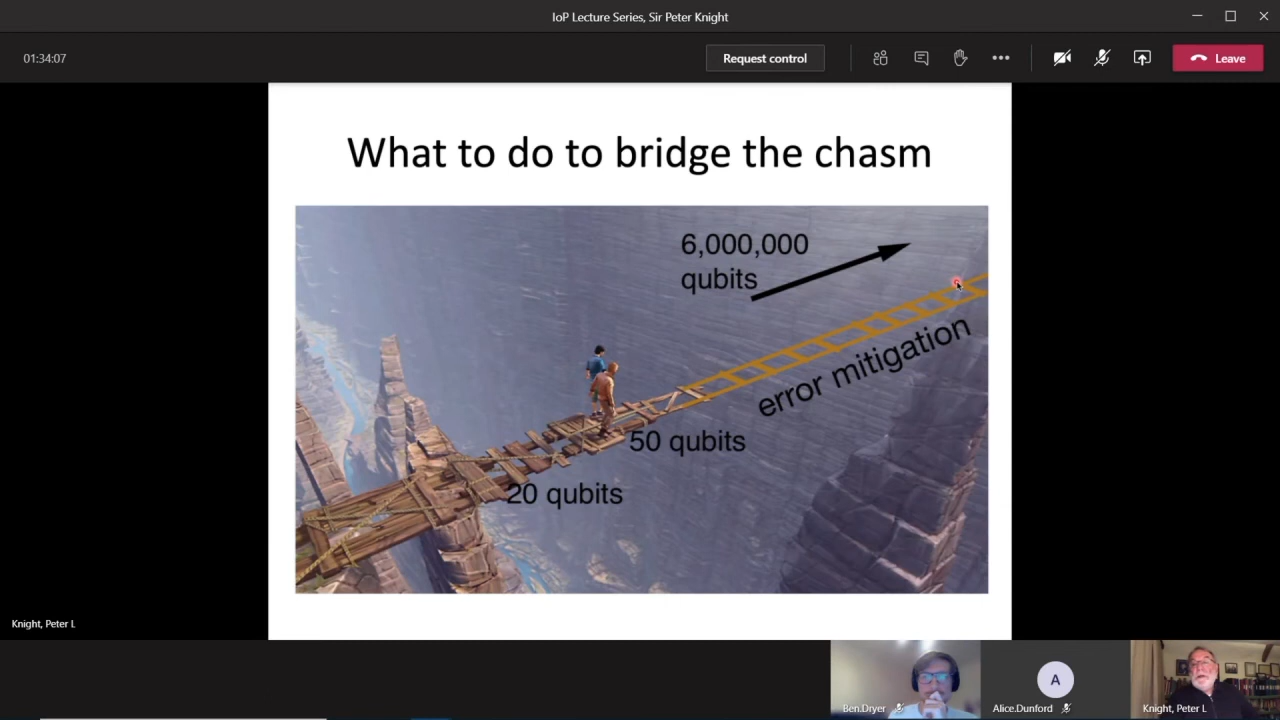 IoP Lecture Series, Sir Peter Knight
01:34:07
Request control
Leave
What to do to bridge the chasm
6,000,000
qubits
error mitigation
50 qubits
20 qubits
Knight, Peter L
Ben.Dryer
A
Alice.Dunford
Knight, Peter L